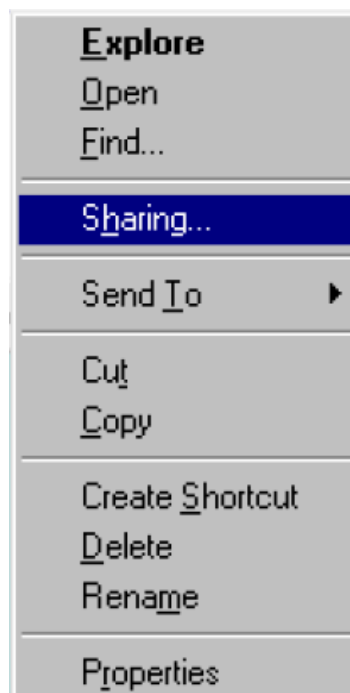 Explore
Open
Find...
Sharing...
Send To
Cut
Copy
Create Shortcut
Delete
Rename
Properties